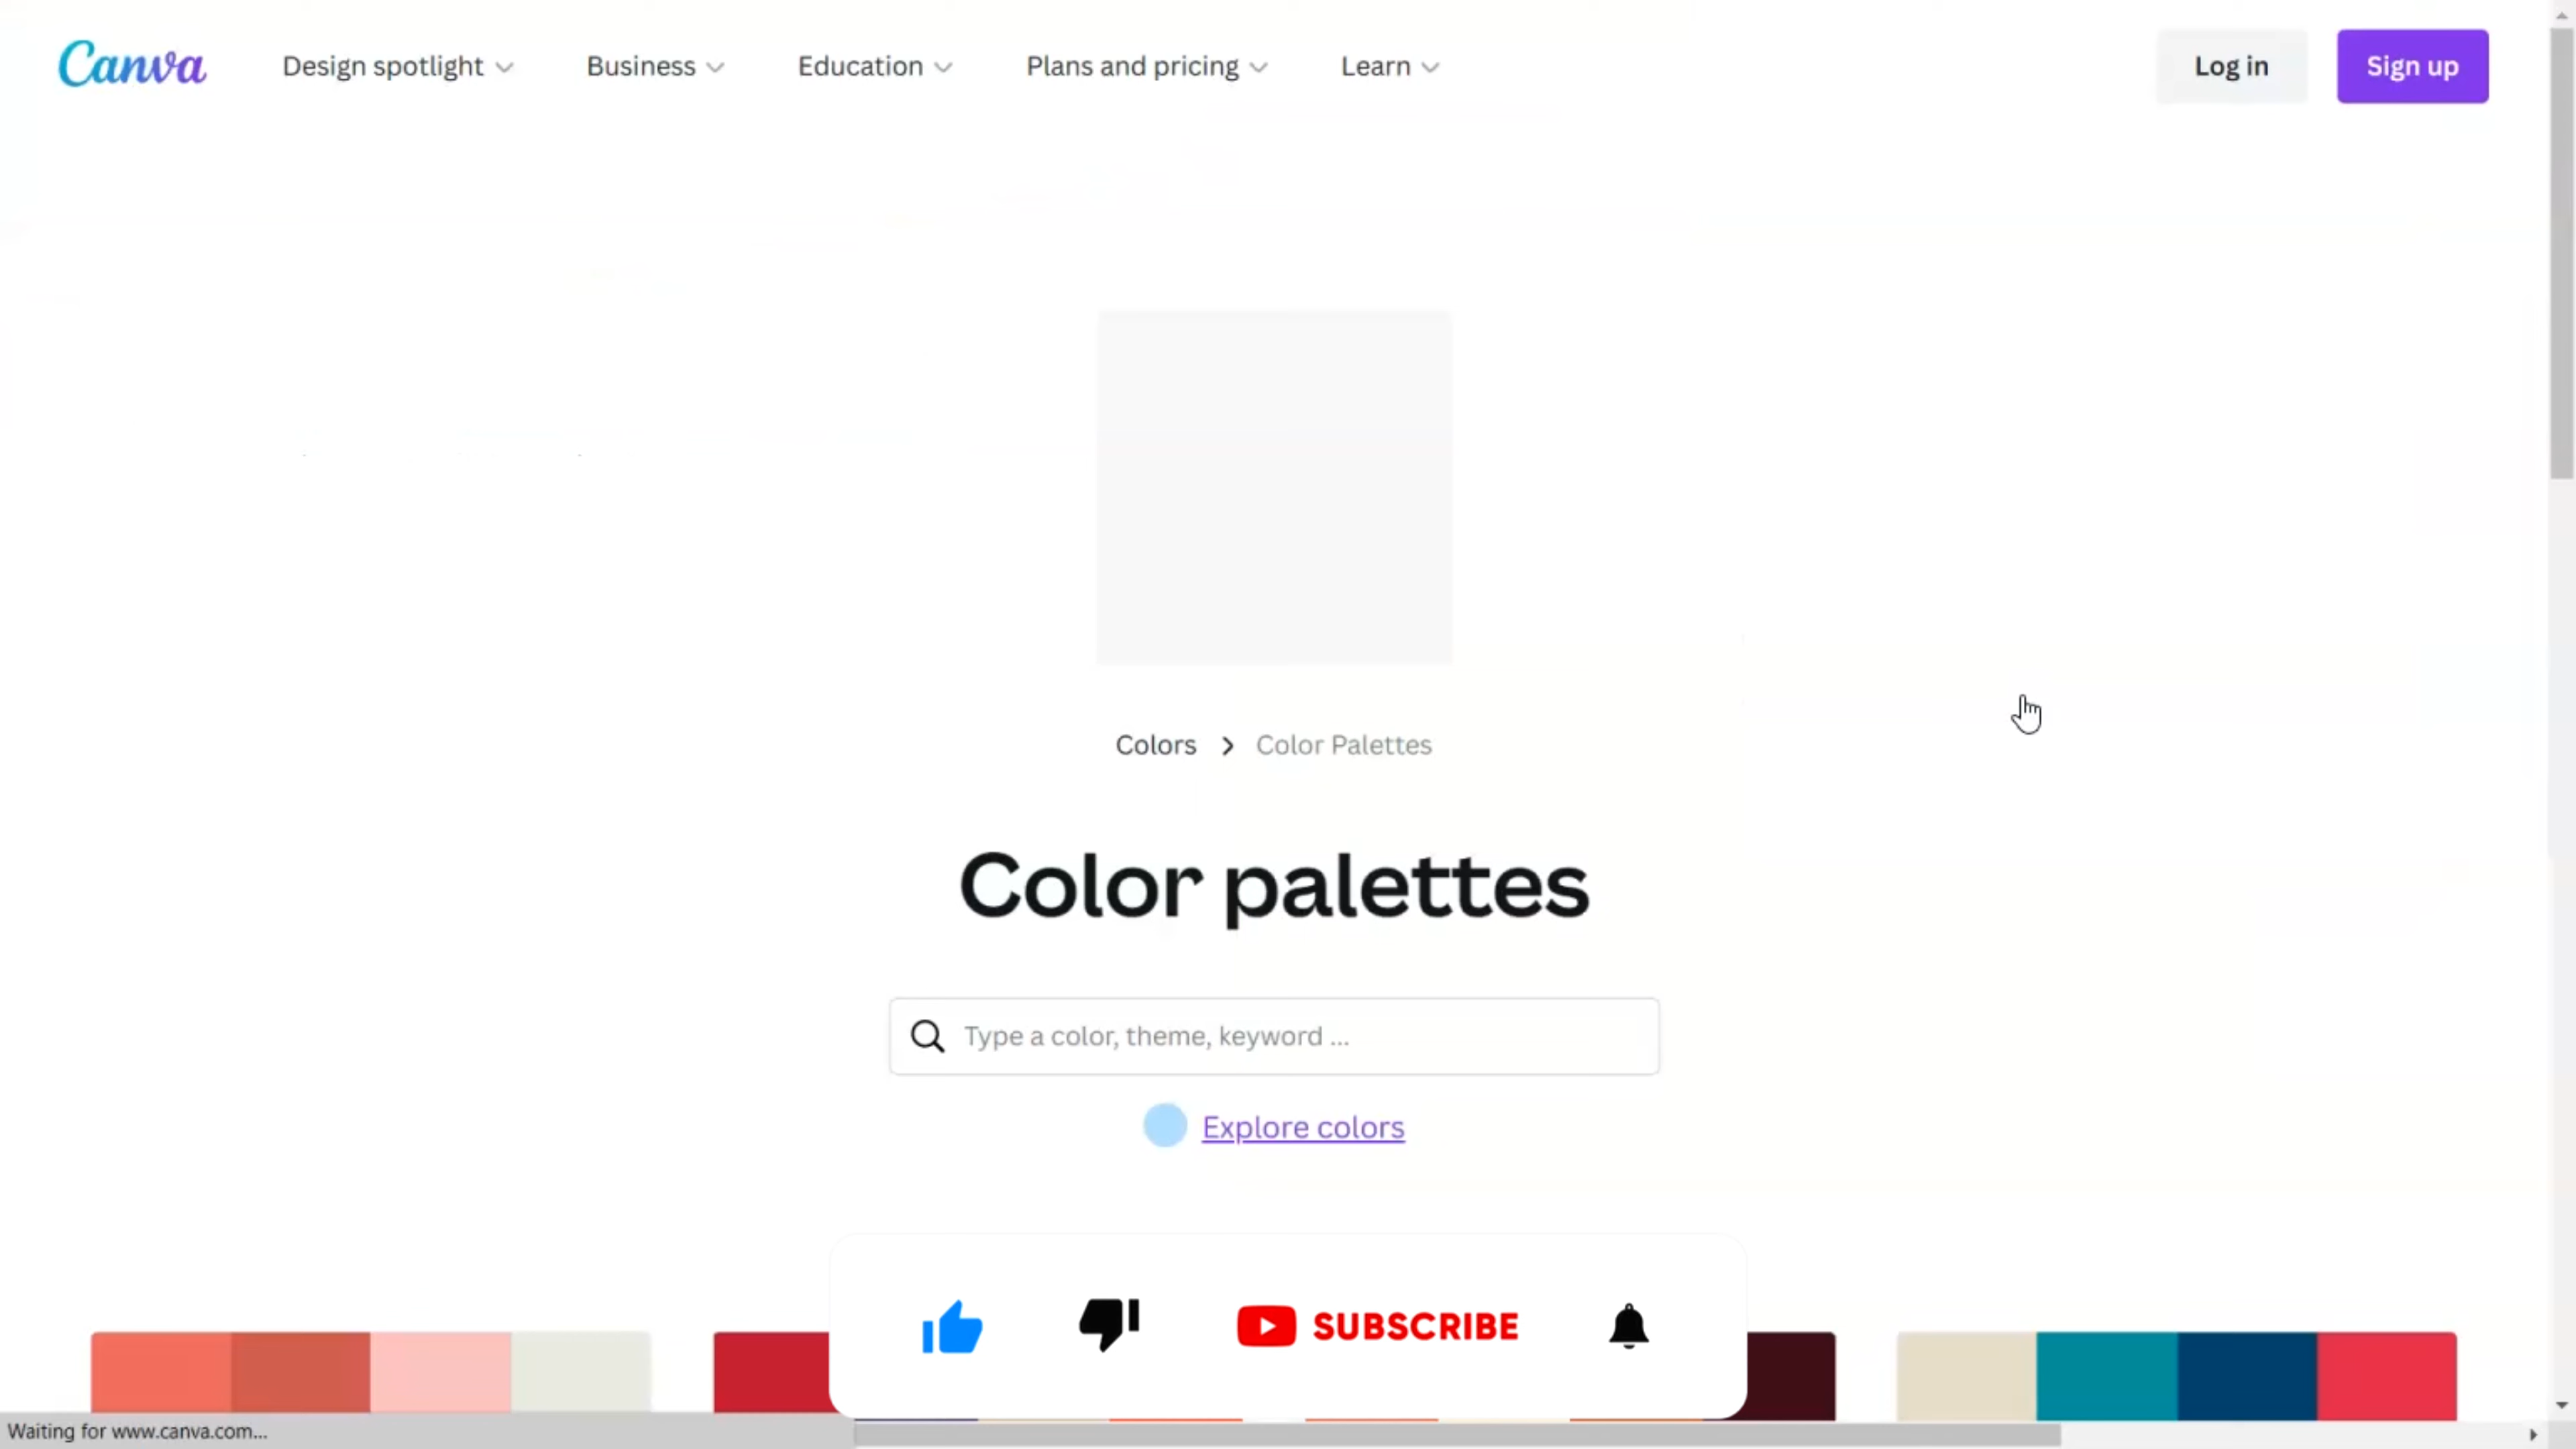 Canva
Design spotlight
Business
Education
Plans and pricing
Learn
Log in
Sign up
Colors
Color Palettes
Color palettes
Type a color, theme, keyword ...
Explore colors
SUBSCRIBE
Waiting for www.canva.com...